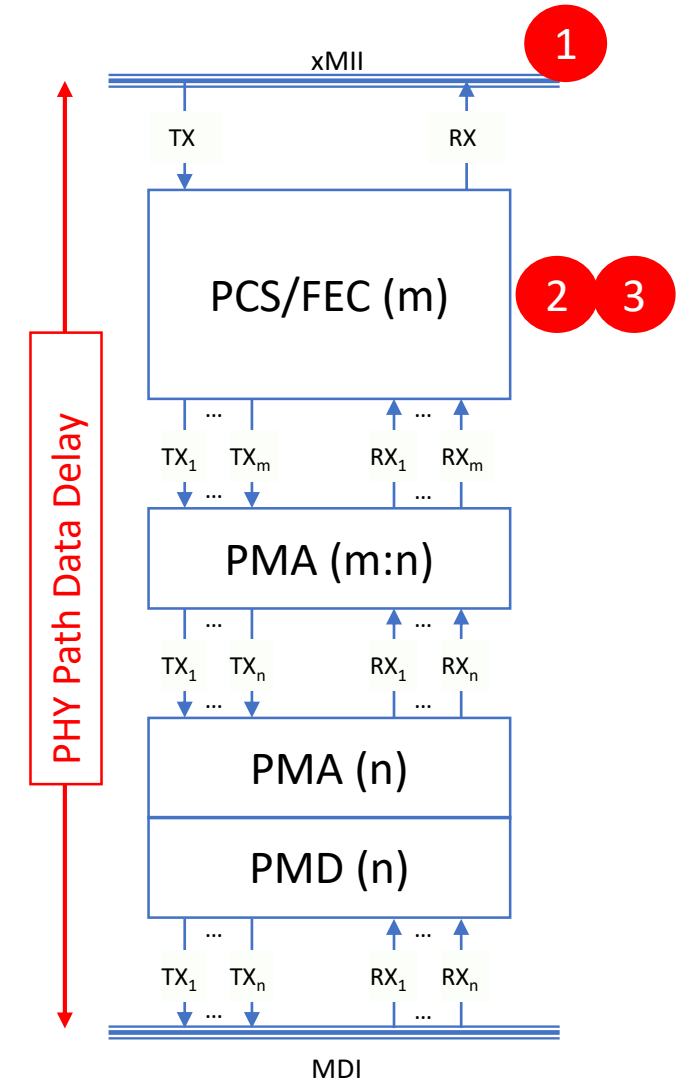 1
xMII
TX RX
PCS/FEC (m)
2 3
... ...
TX1 TXm RX1 RXm
... ...
PMA (m:n)
... ...
TX1 TXn RX1 RXn
... ...
PHY Path Data Delay
PMA (n)
PMD (n)
... ...
TX1 TXn RX1 RXn
... ...
MDI